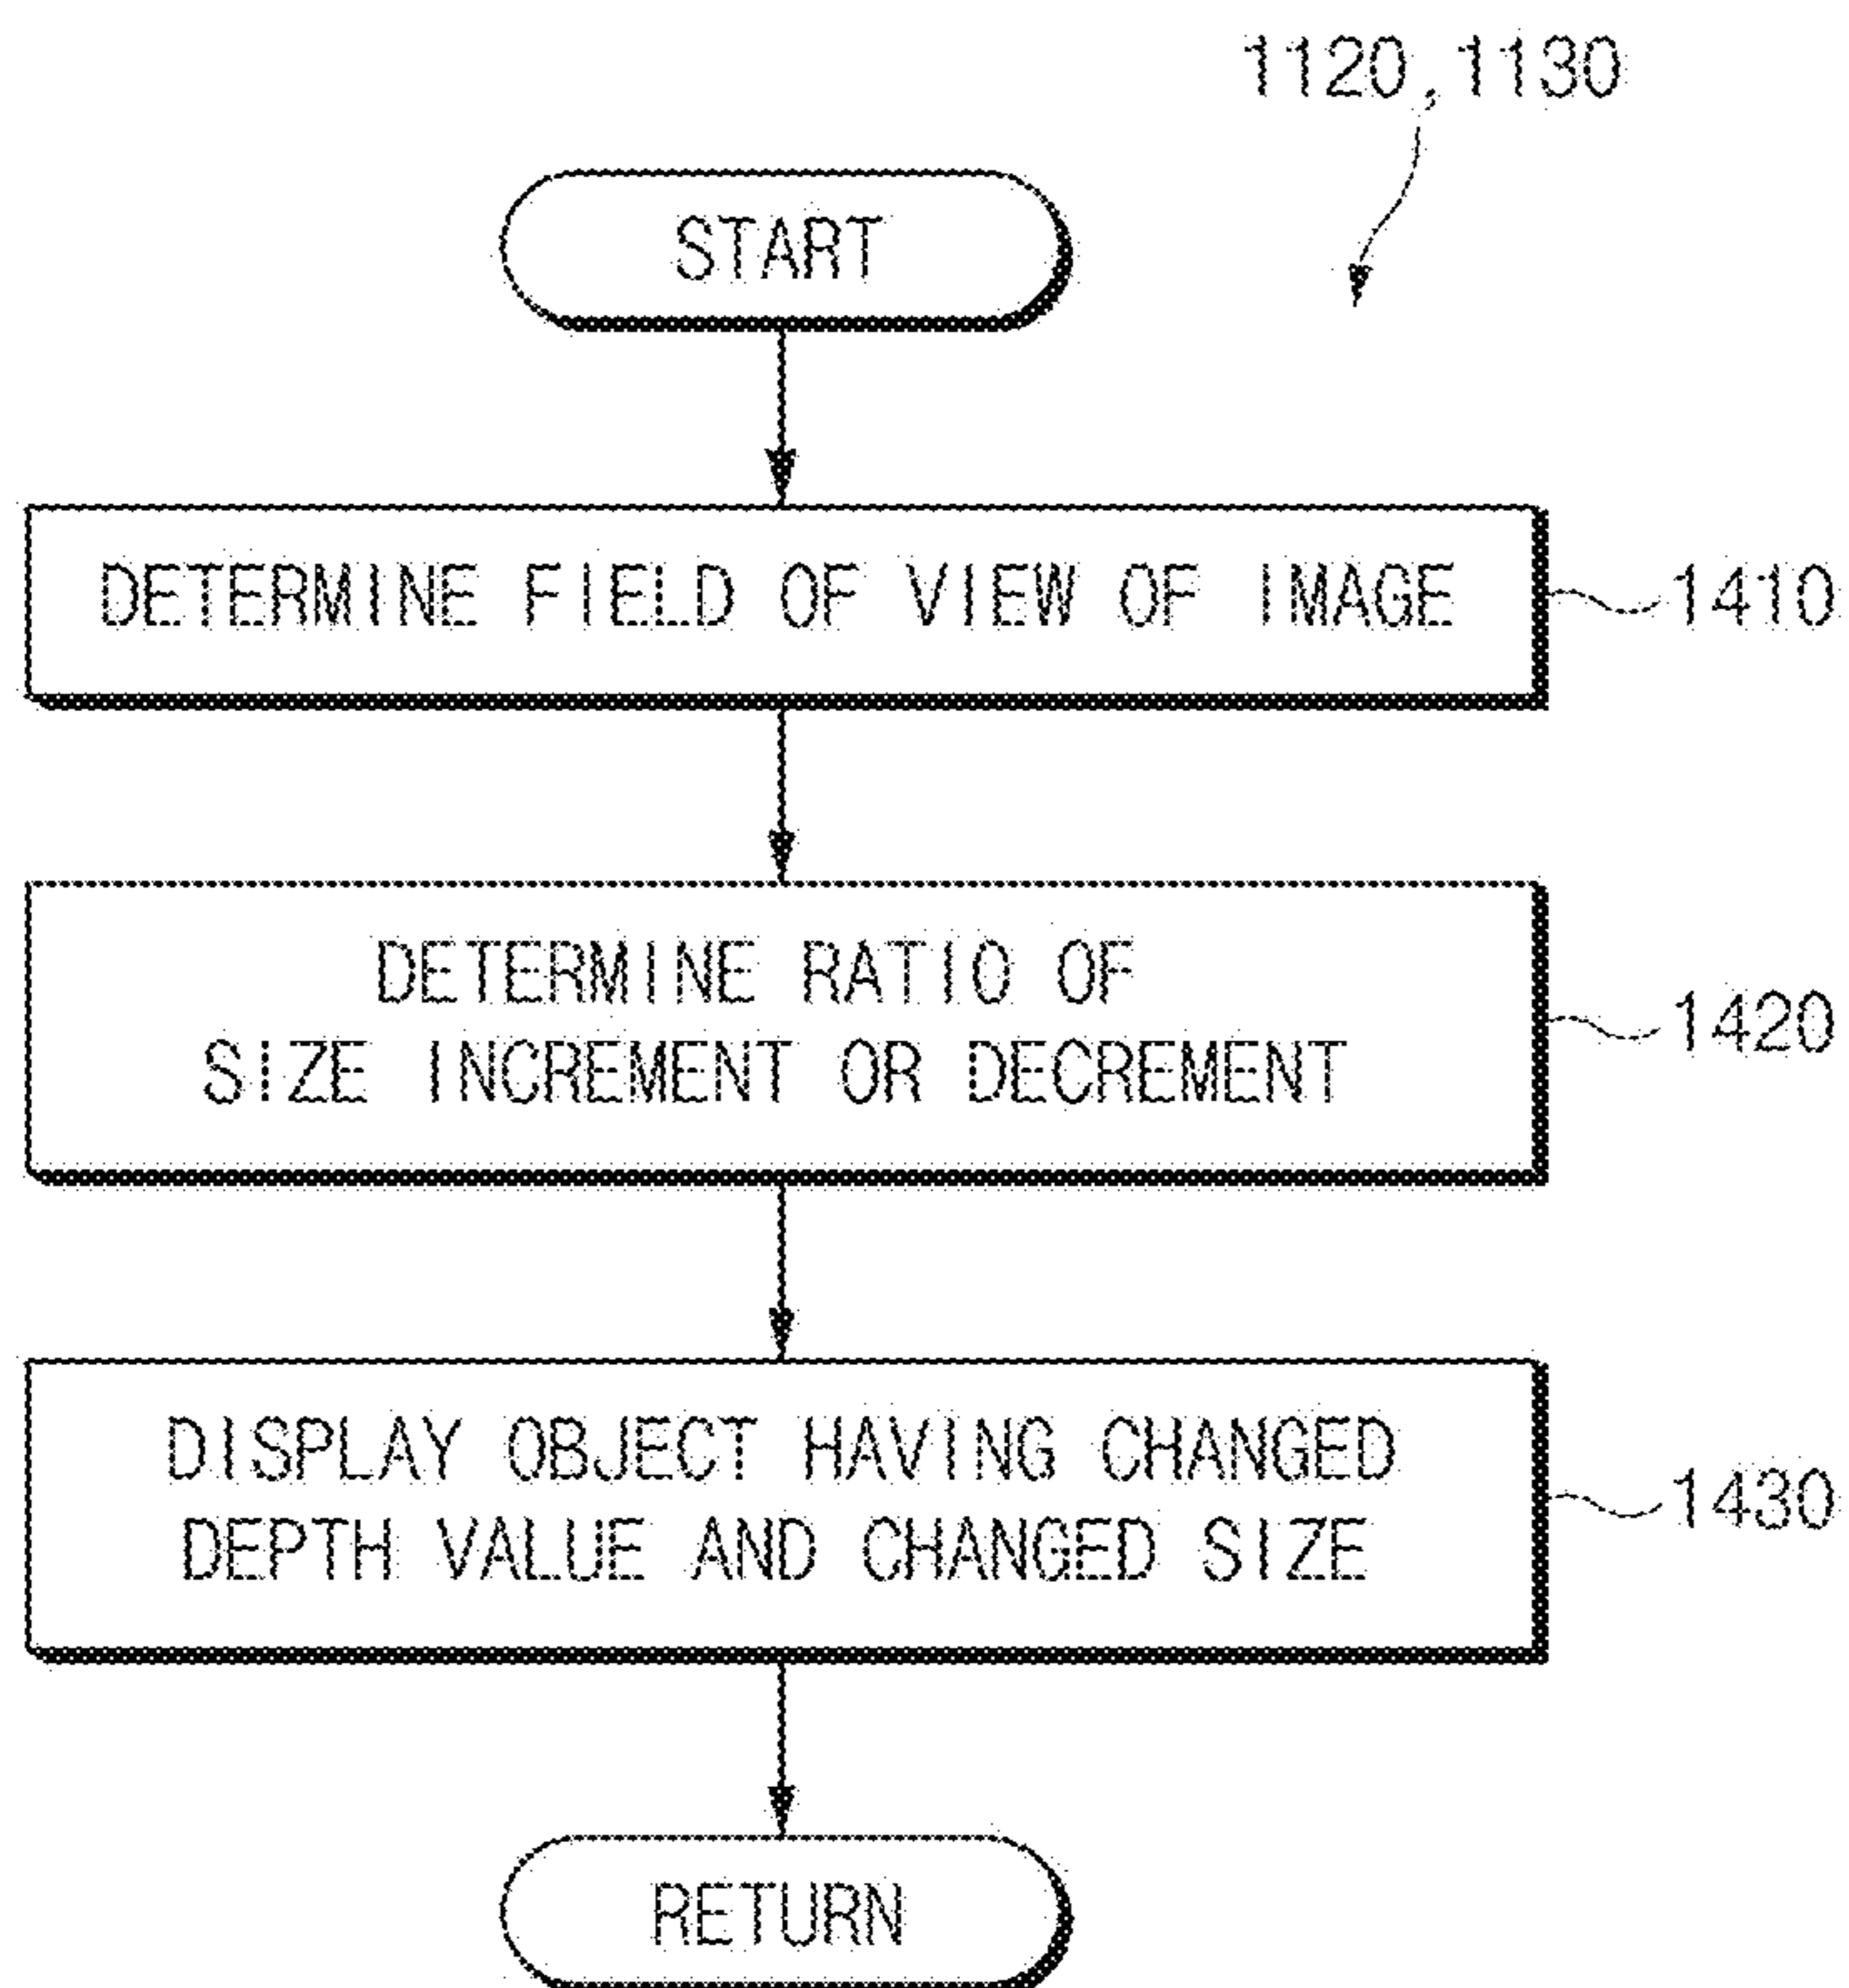 1120,1130
START
DETERMINE FIELD OF VIEW OF IMAGE
1410
DETERMINE RATIO OF
SIZE INCREMENT OR DECREMENT
1420
DISPLAY OBJECT HAVING CHANGED
DEPTH VALUE AND CHANGED SIZE
1430
RETURN